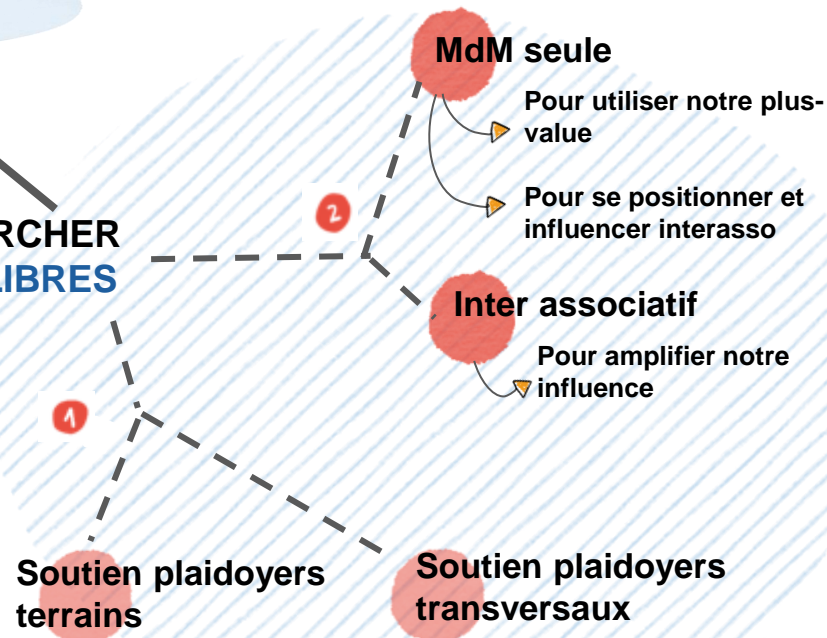 MdM seule
Pour utiliser notre plus-
value
2
Pour se positionner et
influencer interasso
RCHER
LIBRES
Inter associatif
Pour amplifier notre
influence
1
Soutien plaidoyers
terrains
Soutien plaidoyers
transversaux